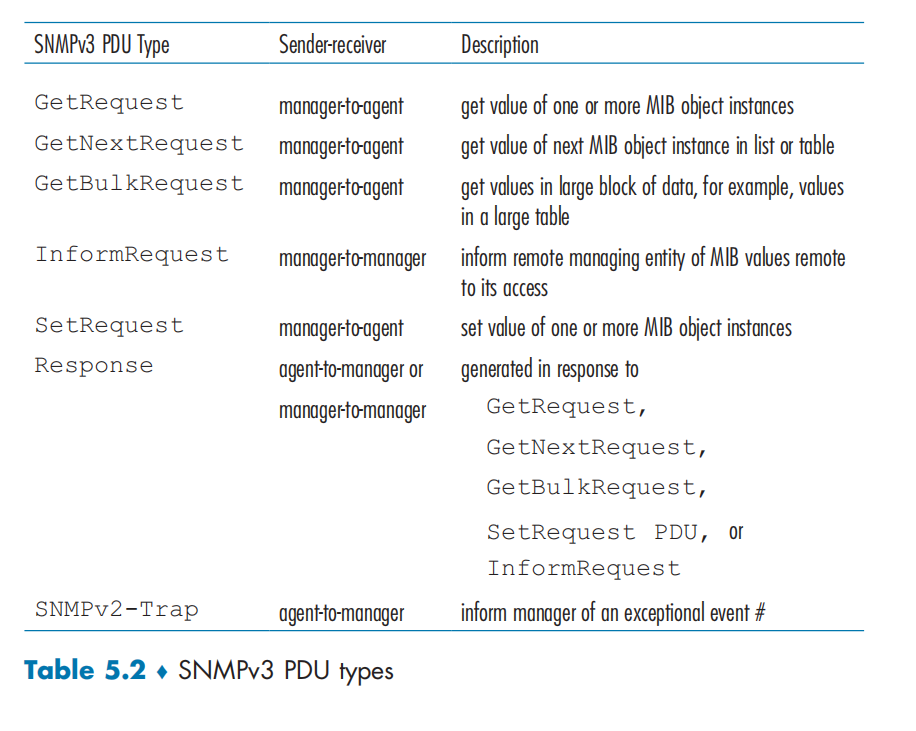 SNMPv3 PDU Type Sender-receiver Description
GetRequest manager-to-agent get value of one or more MIB object instances
GetNextRequest manager-to-agent get value of next MIB object instance in list or table
GetBulkRequest manager-to-agent get values in large block of data, for example, values
in a large table
InformRequest manager-to-manager inform remote managing entity of MIB values remote
to its access
SetRequest manager-to-agent set value of one or more MIB object instances
Response agent-to-manager or generated in response to
manager-to-manager GetRequest,
GetNextRequest,
GetBulkRequest,
SetRequest PDU, or
InformRequest
SNMPv2-Trap agent-to-manager inform manager of an exceptional event #
Table 5.2 ♦ SNMPv3 PDU types